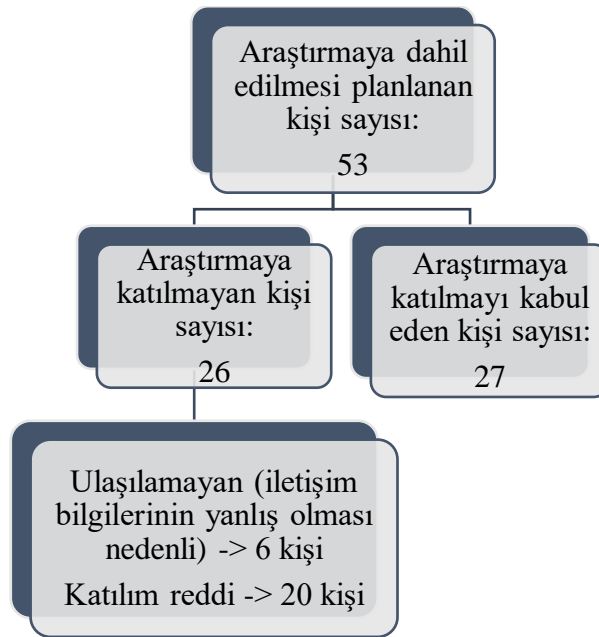 Araştırmaya dahil
edilmesi planlanan
kişi sayısı:
53
Araştırmaya
katılmayan kişi
sayısı:
26
Araştırmaya
katılmayı kabul
eden kişi sayısı:
27
Ulaşılamayan (iletişim
bilgilerinin yanlış olması
nedenli) -> 6 kişi
Katılım reddi -> 20 kişi